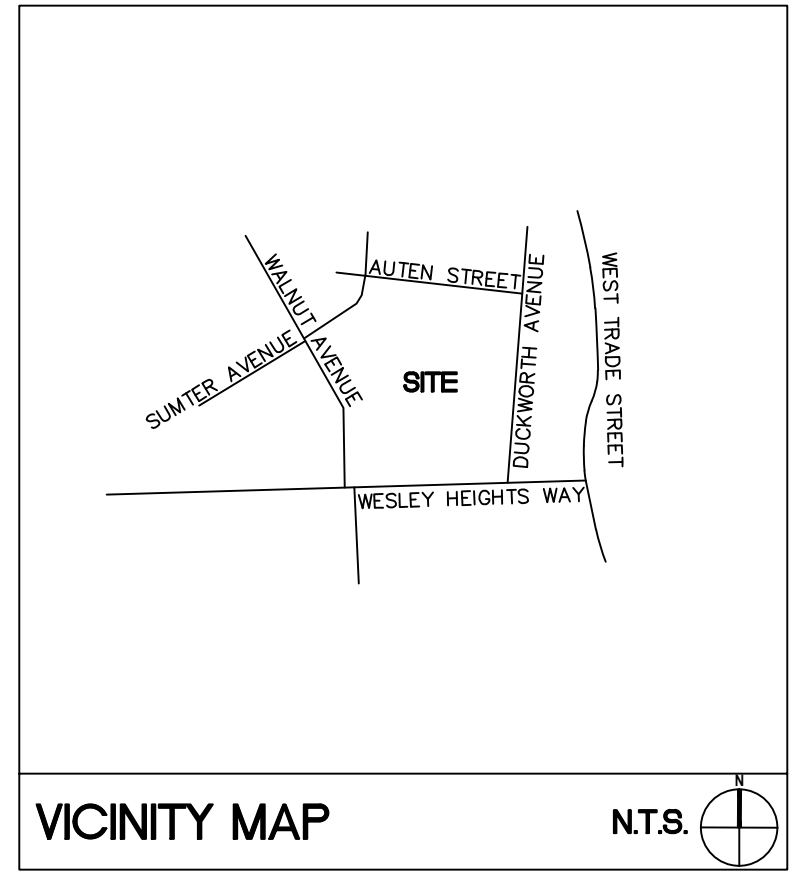 AUTEN STREET
WALNUT AVENUE
SUMTER AVENUE
DUCKWORTH AVENUE
WEST TRADE STREET
SITE
WESLEY HEIGHTS WAY
VICINITY MAP
N.T.S.
N